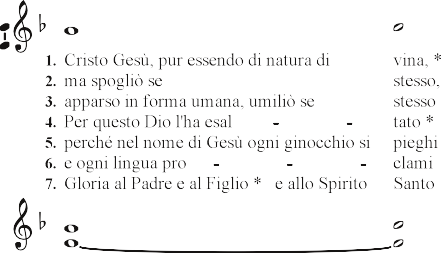 1. Cristo Gesù, pur essendo di natura di vina, *
2. ma spogliò se stesso,
3. apparso in forma umana, umiliò se stesso
4. Per questo Dio l'ha esal - - tato *
5. perché nel nome di Gesù ogni ginocchio si pieghi
6. e ogni lingua pro - - - clami
7. Gloria al Padre e al Figlio * e allo Spirito Santo